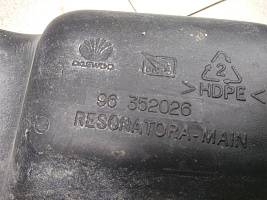 DAEWOO
2
>HDPE<
96 352026
RESONATORA-MAIN